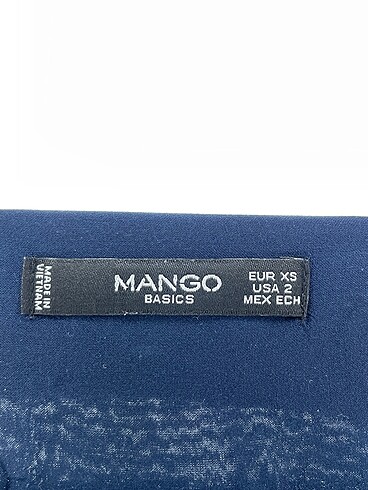 MADE IN
VIETNAM
MANGO
BASICS
EUR XS
USA 2
MEX ECH